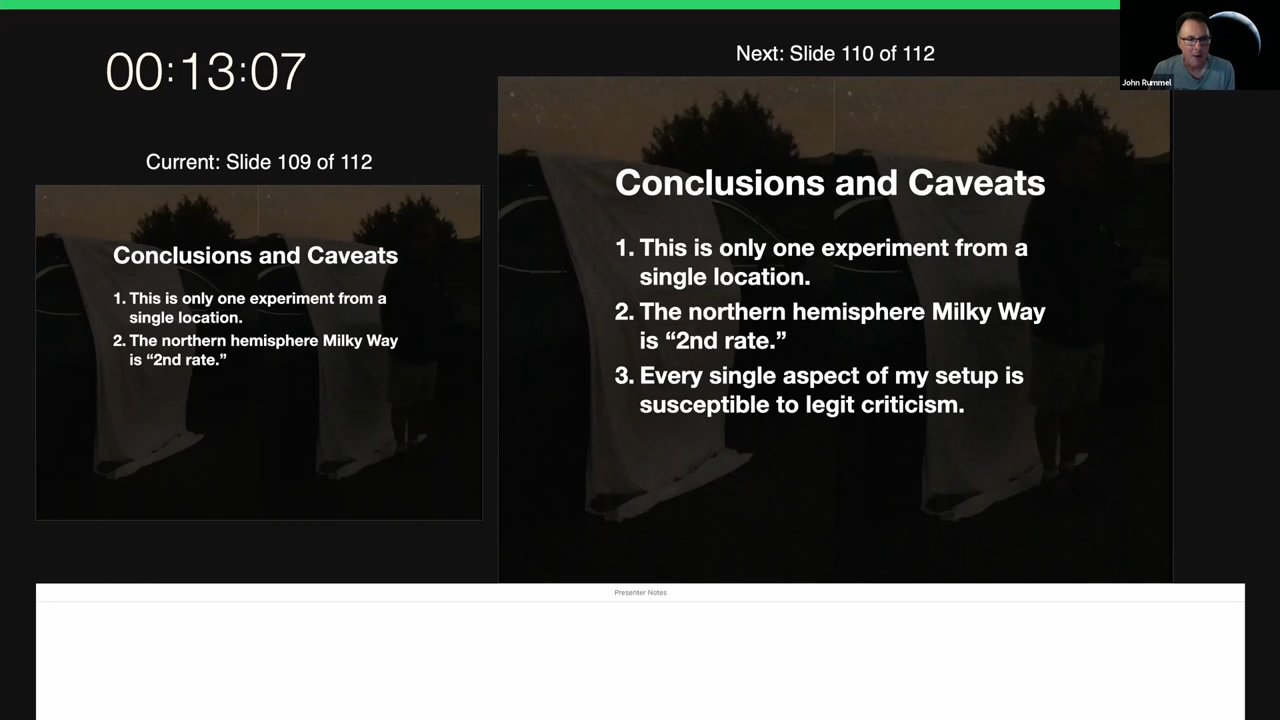 00:13:07
Next: Slide 110 of 112
John Rummel
Current: Slide 109 of 112
Conclusions and Caveats
1. This is only one experiment from a
single location.
2. The northern hemisphere Milky Way
is “2nd rate.”
Conclusions and Caveats
1. This is only one experiment from a
single location.
2. The northern hemisphere Milky Way
is “2nd rate.”
3. Every single aspect of my setup is
susceptible to legit criticism.
Presenter Notes